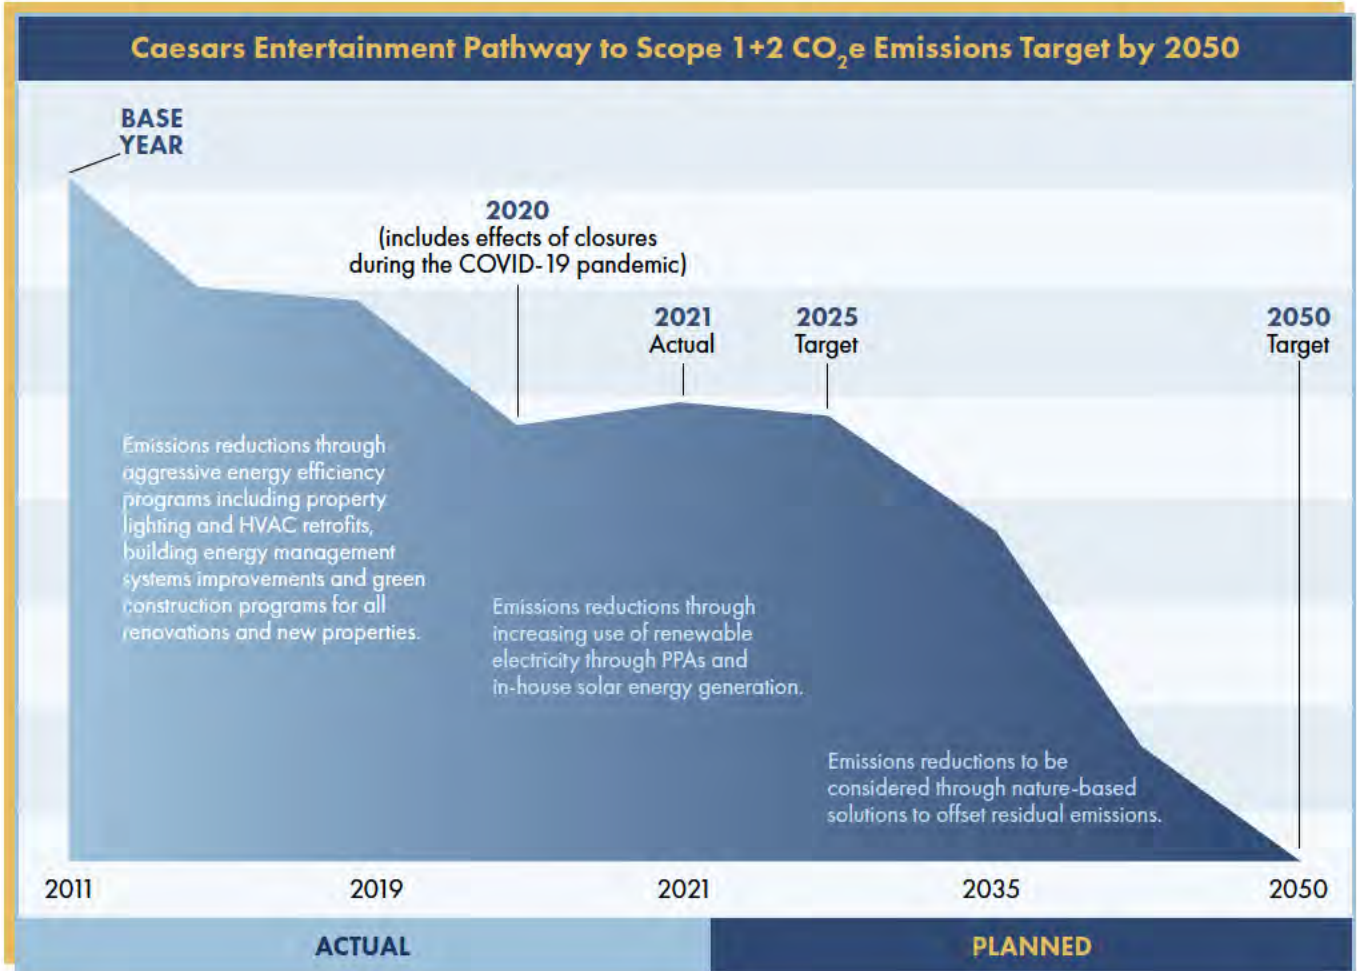 Caesars Entertainment Pathway to Scope 1+2 CO₂e Emissions Target by 2050
BASE
YEAR
2020
(includes effects of closures
during the COVID-19 pandemic)
2021
Actual
2025
Target
2050
Target
Emissions reductions through
aggressive energy efficiency
programs including property
lighting and HVAC retrofits,
building energy management
systems improvements and green
construction programs for all
renovations and new properties.
Emissions reductions through
increasing use of renewable
electricity through PPAs and
in-house solar energy generation.
Emissions reductions to be
considered through nature-based
solutions to offset residual emissions.
2011 2019 2021 2035 2050
ACTUAL PLANNED